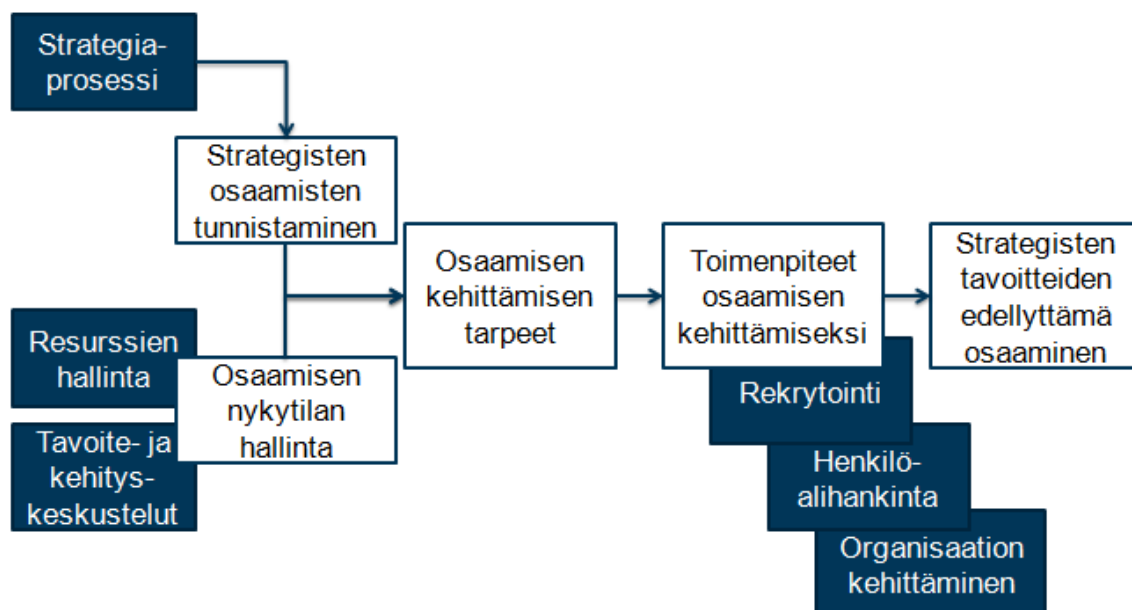 Strategia-
prosessi
Strategisten
osaamisten
tunnistaminen
Resurssien
hallinta
Tavoite- ja
kehitys-
keskustelut
Osaamisen
nykytilan
hallinta
Osaamisen
kehittämisen
tarpeet
Toimenpiteet
osaamisen
kehittämiseksi
Rekrytointi
Henkilö-
alihankinta
Organisaation
kehittäminen
Strategisten
tavoitteiden
edellyttämä
osaaminen